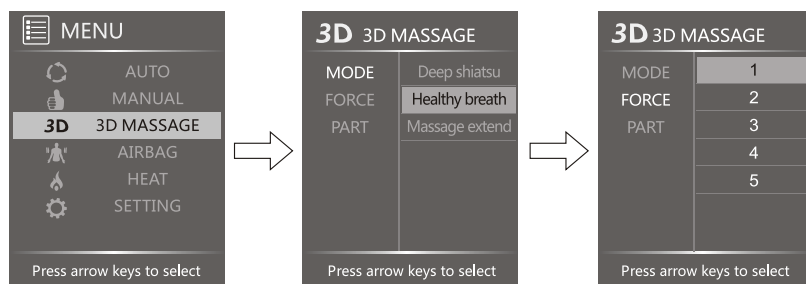 MENU
AUTO
MANUAL
3D 3D MASSAGE
AIRBAG
HEAT
SETTING
Press arrow keys to select
3D 3D MASSAGE
MODE Deep shiatsu
FORCE Healthy breath
PART Massage extend
Press arrow keys to select
3D 3D MASSAGE
MODE 1
FORCE 2
PART 3
4
5
Press arrow keys to select